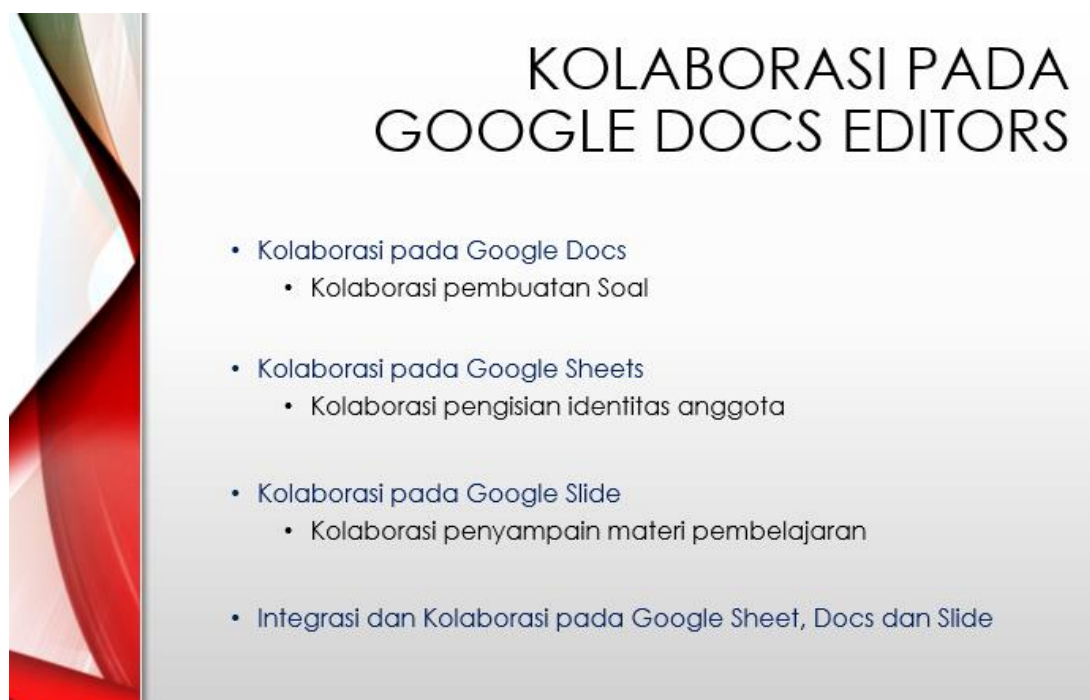 KOLABORASI PADA
GOOGLE DOCS EDITORS
• Kolaborasi pada Google Docs
• Kolaborasi pembuatan Soal
• Kolaborasi pada Google Sheets
• Kolaborasi pengisian identitas anggota
• Kolaborasi pada Google Slide
• Kolaborasi penyampain materi pembelajaran
• Integrasi dan Kolaborasi pada Google Sheet, Docs dan Slide